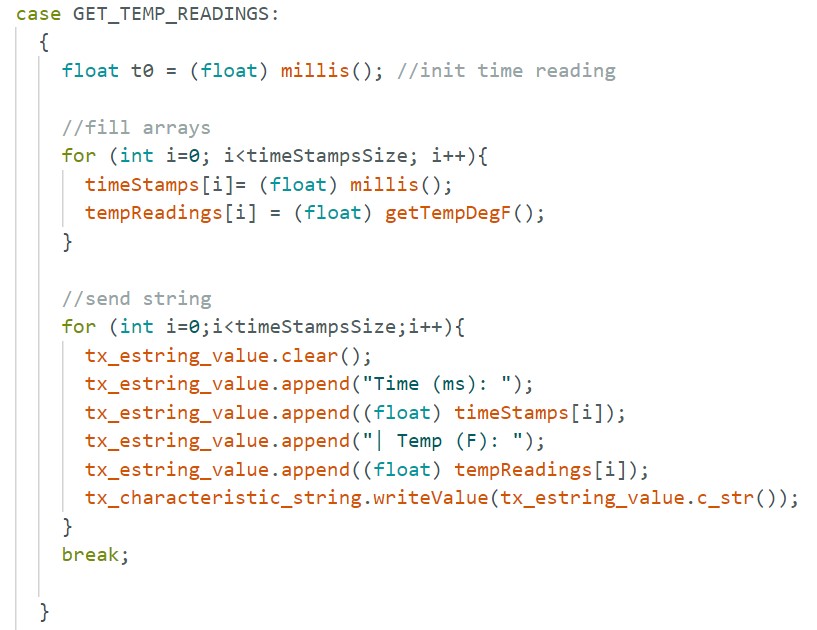 case GET_TEMP_READINGS:
{
float t0 = (float) millis(); //init time reading
//fill arrays
for (int i=0; i<timeStampsSize; i++){
timeStamps[i]= (float) millis();
tempReadings[i] = (float) getTempDegF();
}
//send string
for (int i=0;i<timeStampsSize;i++){
tx_estring_value.clear();
tx_estring_value.append("Time (ms): ");
tx_estring_value.append((float) timeStamps[i]);
tx_estring_value.append("| Temp (F): ");
tx_estring_value.append((float) tempReadings[i]);
tx_characteristic_string.writeValue(tx_estring_value.c_str());
}
break;
}